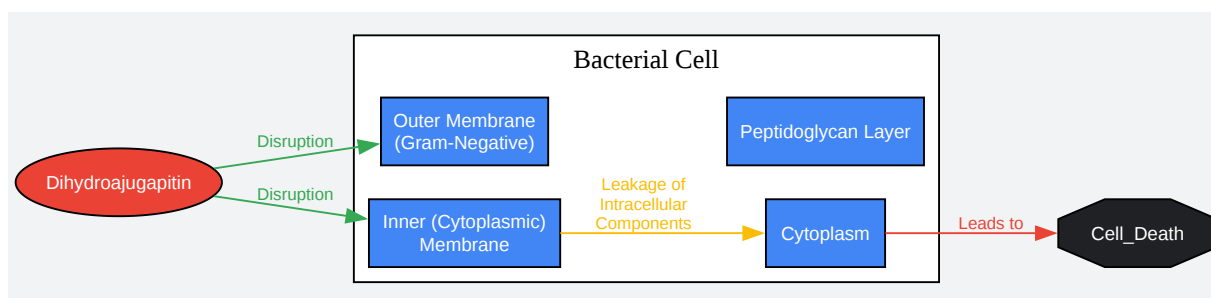 Bacterial Cell
Outer Membrane
(Gram-Negative)
Peptidoglycan Layer
Disruption
Dihydroajugapitin
Disruption
Inner (Cytoplasmic)
Membrane
Leakage of
Intracellular
Components
Cytoplasm
Leads to
Cell_Death